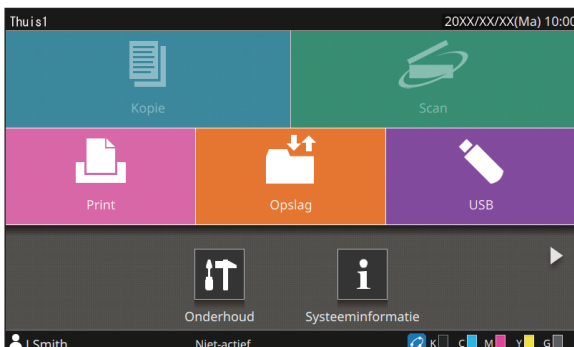 Thuis1 20XX/XX/XX(Ma) 10:00
Kopie Scan
Print Opslag USB
Onderhoud Systeeminformatie
J.Smith Niet-actief K C M Y G